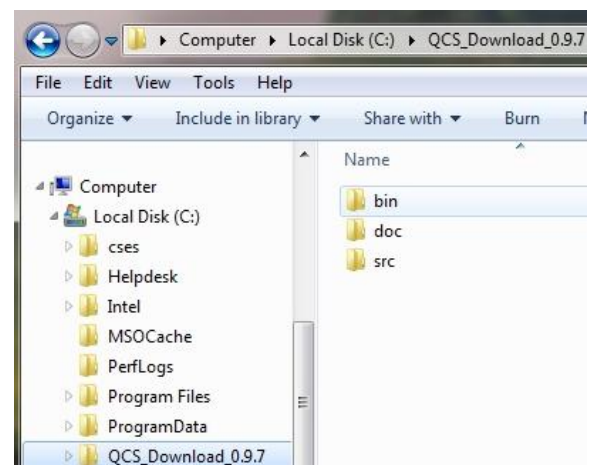 Computer Local Disk (C:) QCS_Download_0.9.7
File Edit View Tools Help
Organize Include in library Share with Burn
Name
bin
doc
src
Computer
Local Disk (C:)
cses
Helpdesk
Intel
MSOCache
PerfLogs
Program Files
ProgramData
QCS_Download_0.9.7